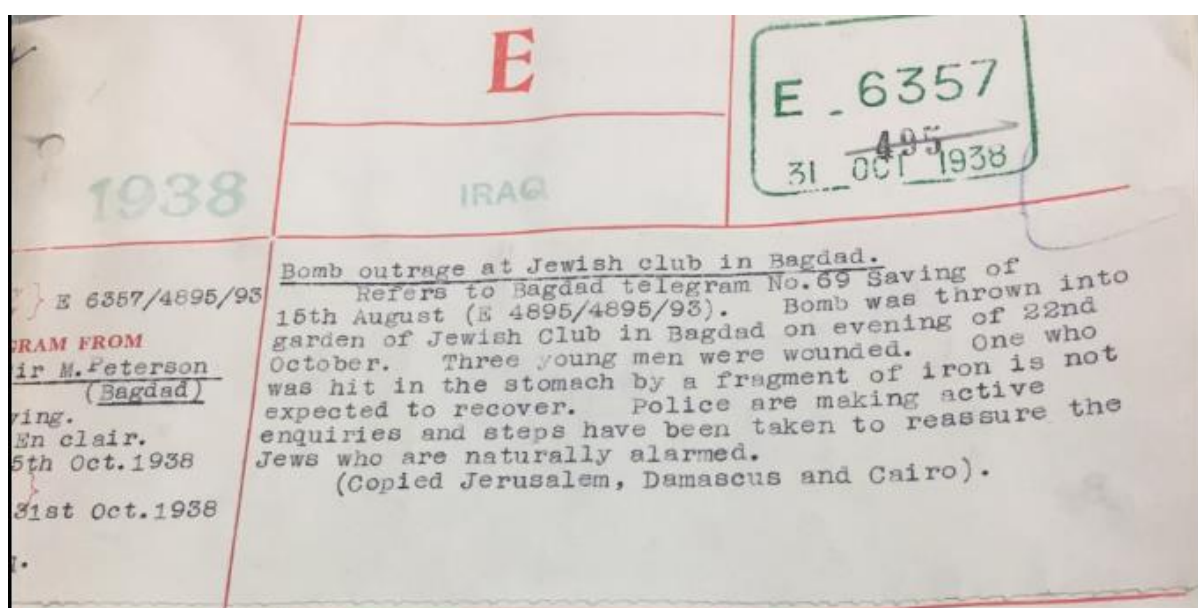 E
E 6357
495
31 OCT 1938
1938
IRAQ
E 6357/4895/93
GRAM FROM
ir M.Peterson
(Bagdad)
ving.
En clair.
5th Oct.1938
31st Oct.1938
Bomb outrage at Jewish club in Bagdad.
Refers to Bagdad telegram No.69 Saving of
15th August (E 4895/4895/93). Bomb was thrown into
garden of Jewish Club in Bagdad on evening of 22nd
October. Three young men were wounded. One who
was hit in the stomach by a fragment of iron is not
expected to recover. Police are making active
enquiries and steps have been taken to reassure the
Jews who are naturally alarmed.
(Copied Jerusalem, Damascus and Cairo).